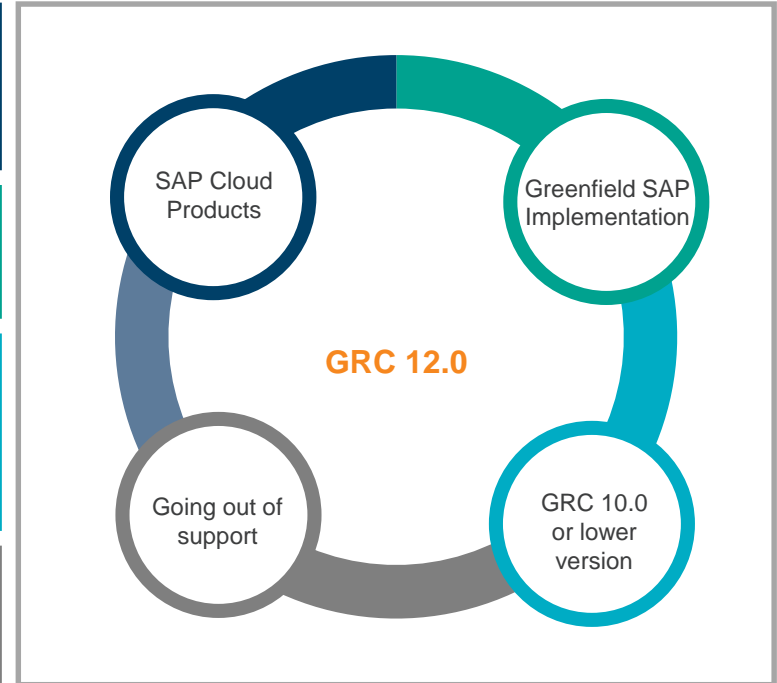 SAP Cloud
Products
Greenfield SAP
Implementation
GRC 12.0
Going out of
support
GRC 10.0
or lower
version